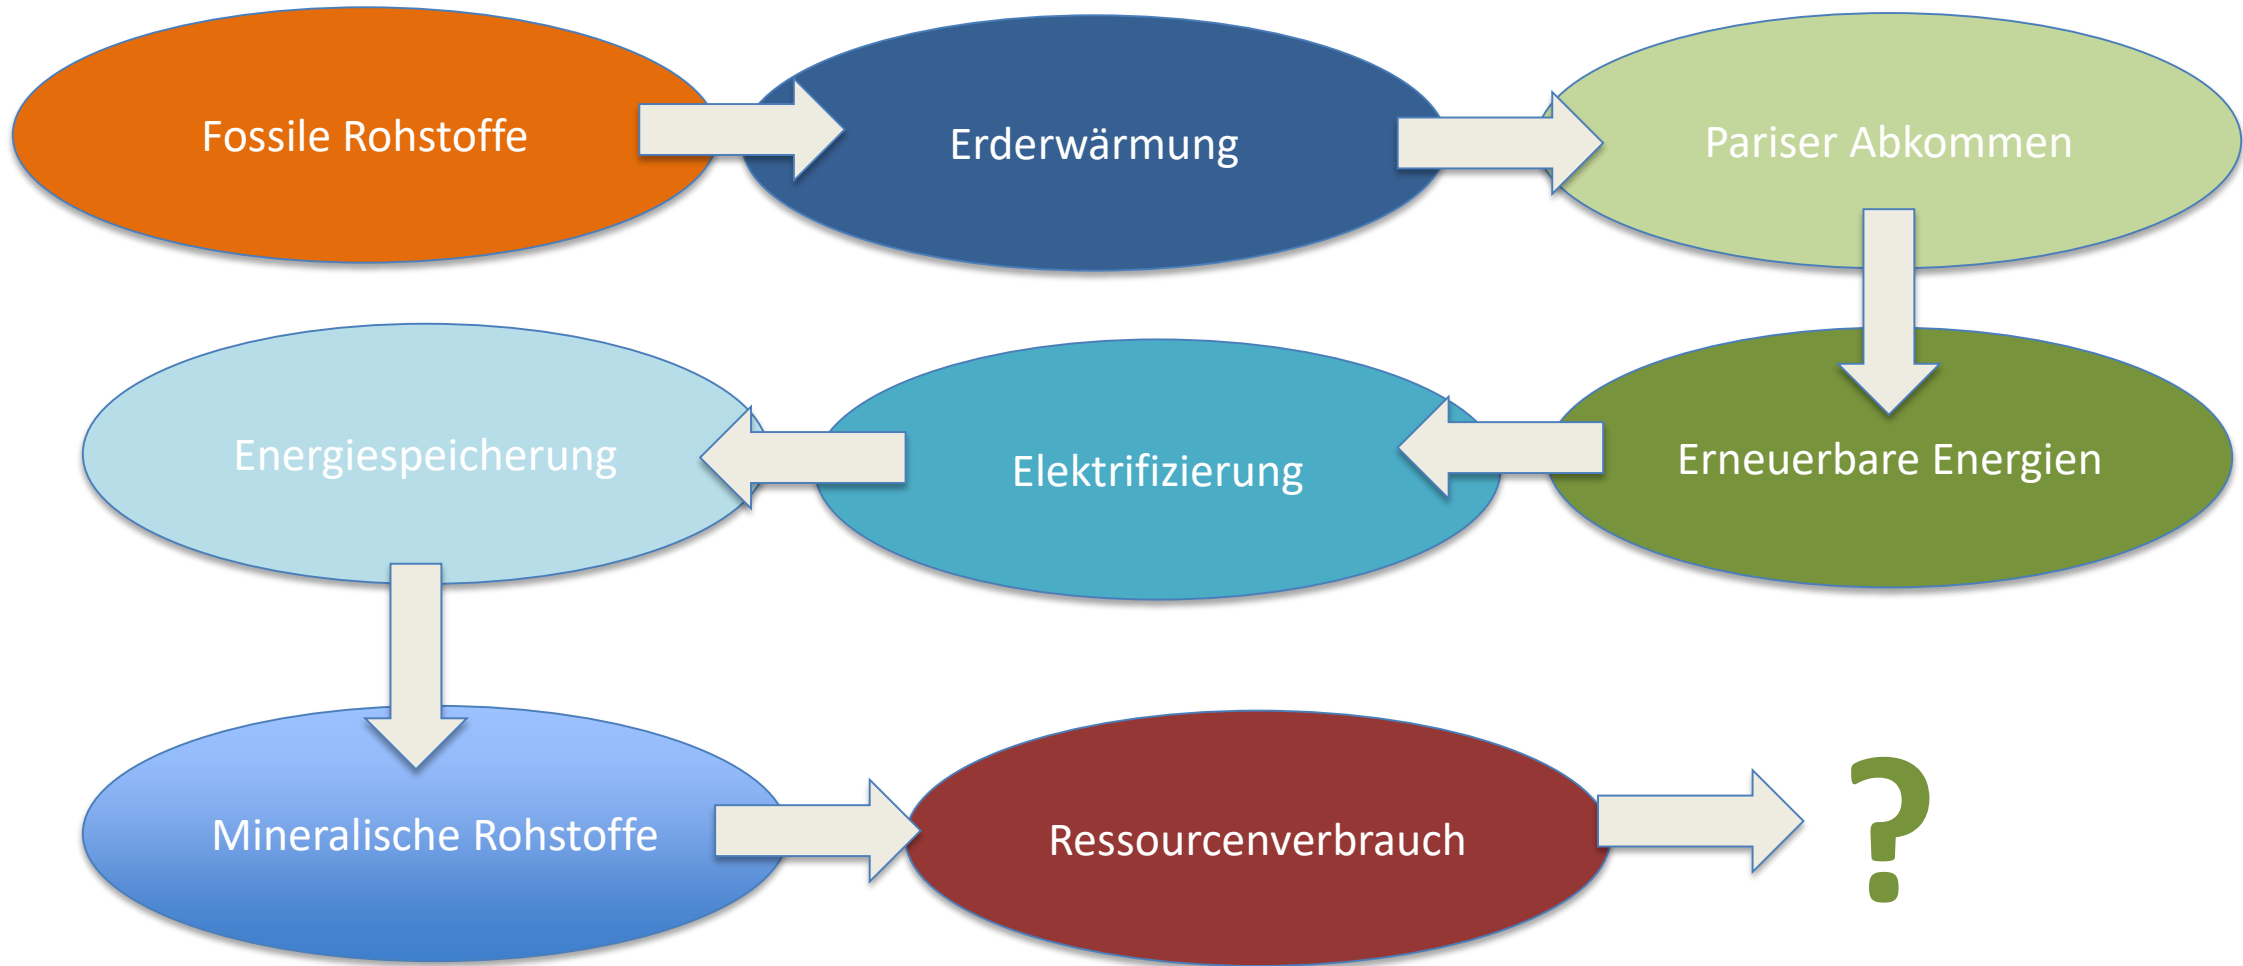 Fossile Rohstoffe
Erderwärmung
Pariser Abkommen
Erneuerbare Energien
Elektrifizierung
Energiespeicherung
Mineralische Rohstoffe
Ressourcenverbrauch
?